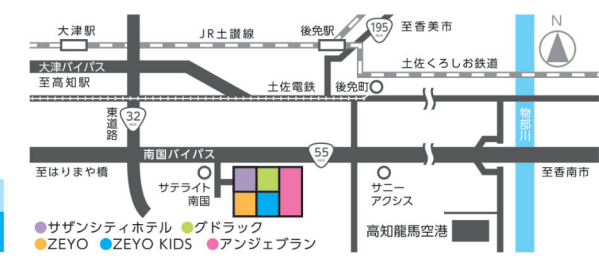 大津駅
JR土讃線
後免駅
195
至香美市
N
大津バイパス
至高知駅
土佐くろしお鉄道
土佐電鉄
後免町
東道路
32
物部川
南国バイパス
55
至はりまや橋
至香南市
サテライト
南国
サニー
アクシス
サザンシティホテル
グドラック
ZEYO
ZEYO KIDS
アンジェブラン
高知龍馬空港